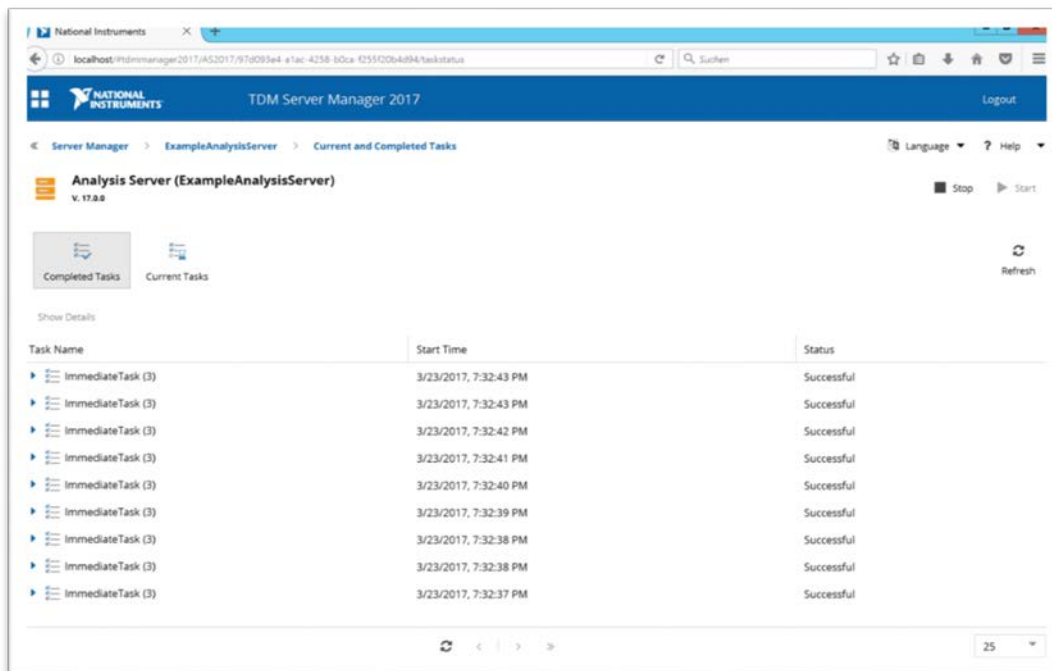 National Instruments
localhost/#tdmmanager2017/AS2017/97d093e4-e1ac-4258-b0ca-f255f20b4d94/taskstatus Suchen
NATIONAL INSTRUMENTS TDM Server Manager 2017 Logout
Server Manager > ExampleAnalysisServer > Current and Completed Tasks Language ? Help
Analysis Server (ExampleAnalysisServer)
V. 17.0.0
Stop Start
Completed Tasks Current Tasks Refresh
Show Details
Task Name Start Time Status
ImmediateTask (3) 3/23/2017, 7:32:43 PM Successful
ImmediateTask (3) 3/23/2017, 7:32:43 PM Successful
ImmediateTask (3) 3/23/2017, 7:32:42 PM Successful
ImmediateTask (3) 3/23/2017, 7:32:41 PM Successful
ImmediateTask (3) 3/23/2017, 7:32:40 PM Successful
ImmediateTask (3) 3/23/2017, 7:32:39 PM Successful
ImmediateTask (3) 3/23/2017, 7:32:38 PM Successful
ImmediateTask (3) 3/23/2017, 7:32:38 PM Successful
ImmediateTask (3) 3/23/2017, 7:32:37 PM Successful
25